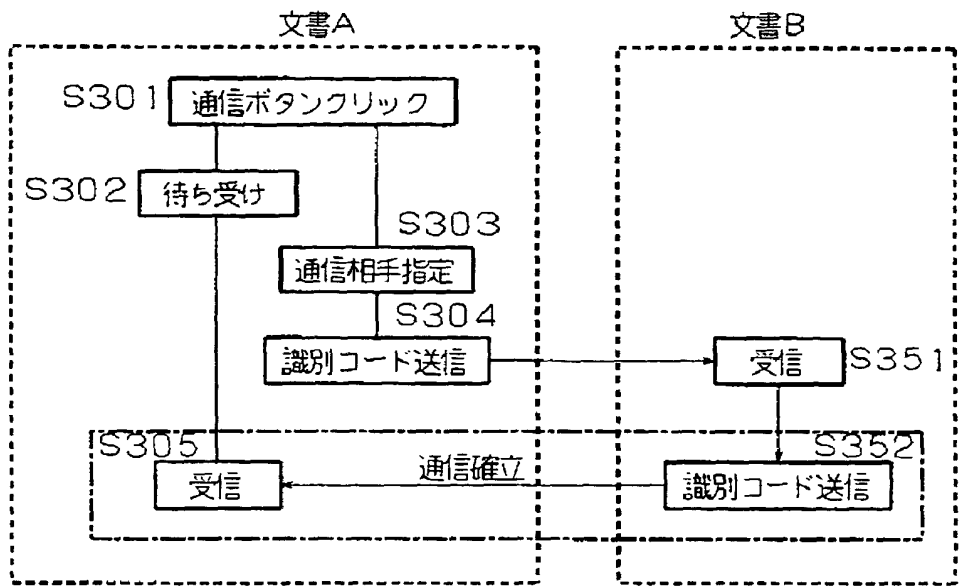 文書A
文書B
S301
通信ボタンクリック
S302
待ち受け
S303
通信相手指定
S304
識別コード送信
受信
S351
S305
S352
受信
通信確立
識別コード送信